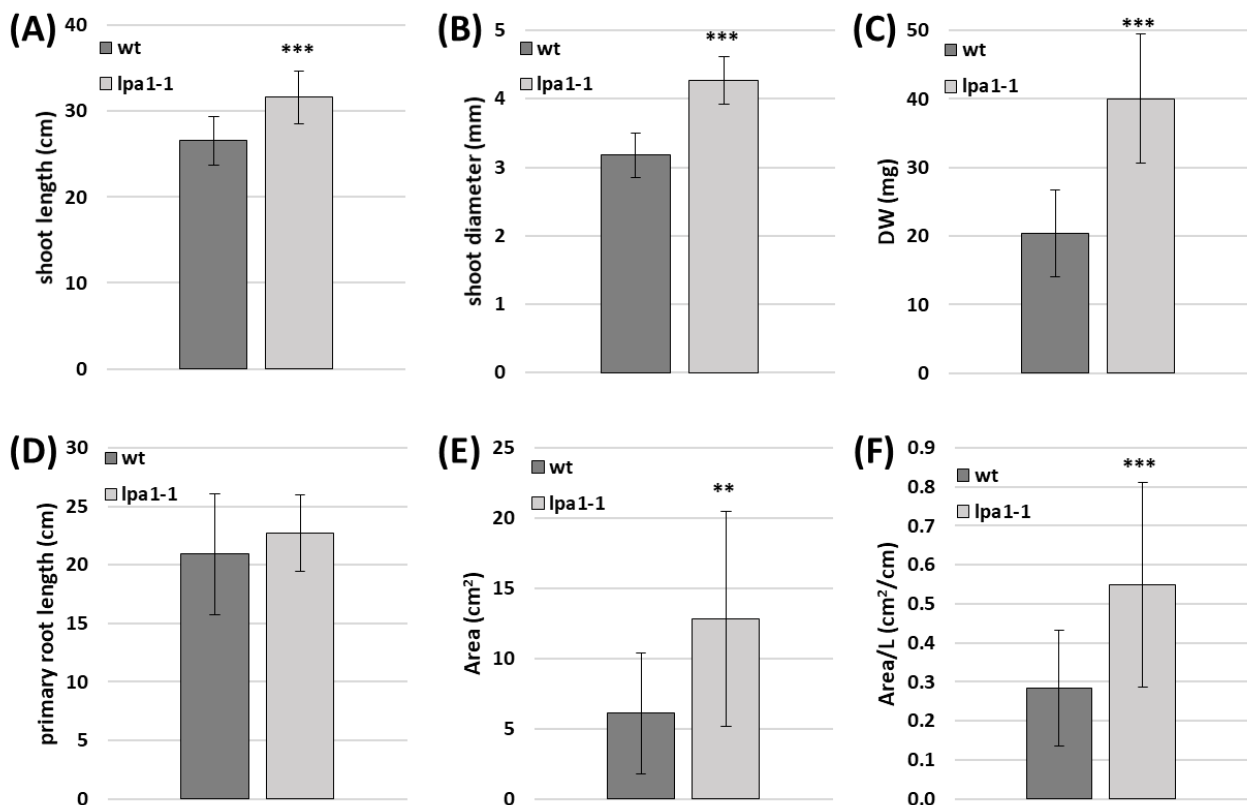 (A)
shoot length (cm)
40
30
20
10
0
wt
lpa1-1
***
(B)
shoot diameter (mm)
5
4
3
2
1
0
wt
lpa1-1
***
(C)
DW (mg)
50
40
30
20
10
0
wt
lpa1-1
***
(D)
primary root length (cm)
30
25
20
15
10
5
0
wt
lpa1-1
(E)
Area (cm²)
25
20
15
10
5
0
wt
lpa1-1
**
(F)
Area/L (cm²/cm)
0.9
0.8
0.7
0.6
0.5
0.4
0.3
0.2
0.1
0.0
wt
lpa1-1
***